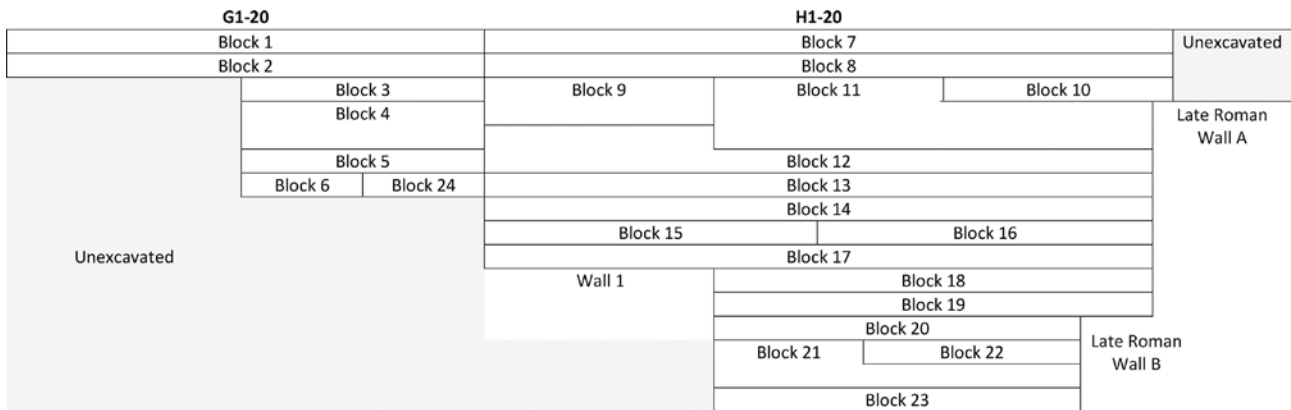 G1-20 H1-20
Block 1 Block 7 Unexcavated
Block 2 Block 8
Block 3 Block 9 Block 11 Block 10
Block 4 Late Roman
Wall A
Block 5 Block 12
Block 6 Block 24 Block 13
Block 14
Block 15 Block 16
Unexcavated Block 17
Wall 1 Block 18
Block 19
Block 20
Late Roman
Wall B
Block 21 Block 22
Block 23